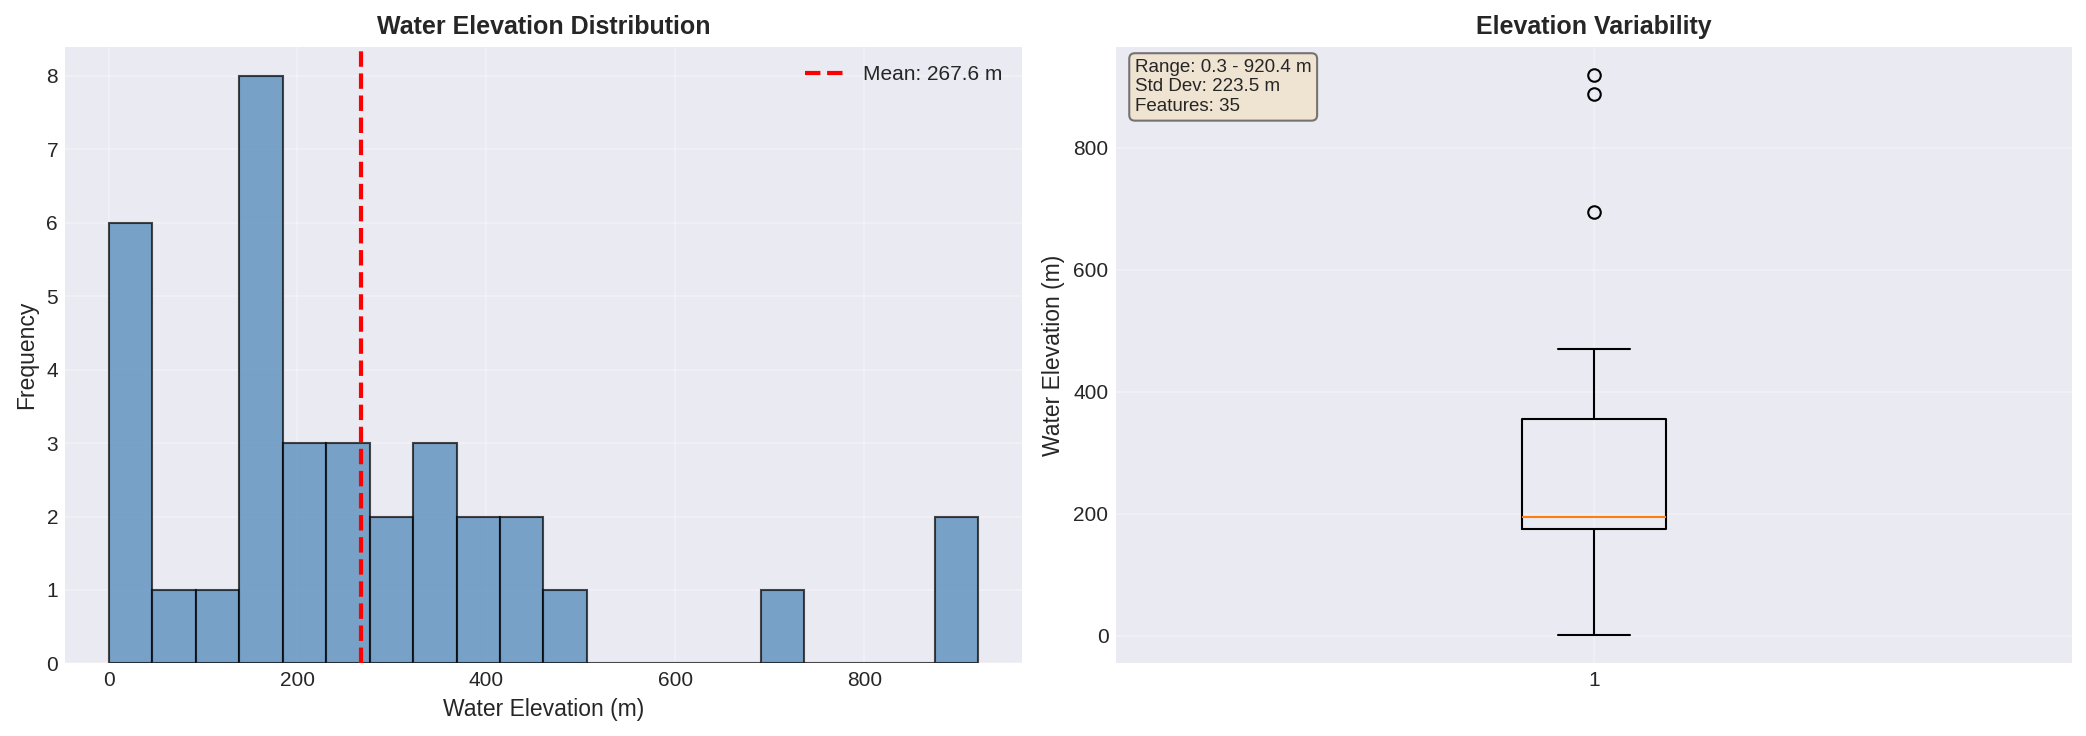 Water Elevation Distribution
Mean: 267.6 m
Frequency
8
7
6
5
4
3
2
1
0
0 200 400 600 800
Water Elevation (m)
Elevation Variability
Range: 0.3 - 920.4 m
Std Dev: 223.5 m
Features: 35
Water Elevation (m)
800
600
400
200
0
1